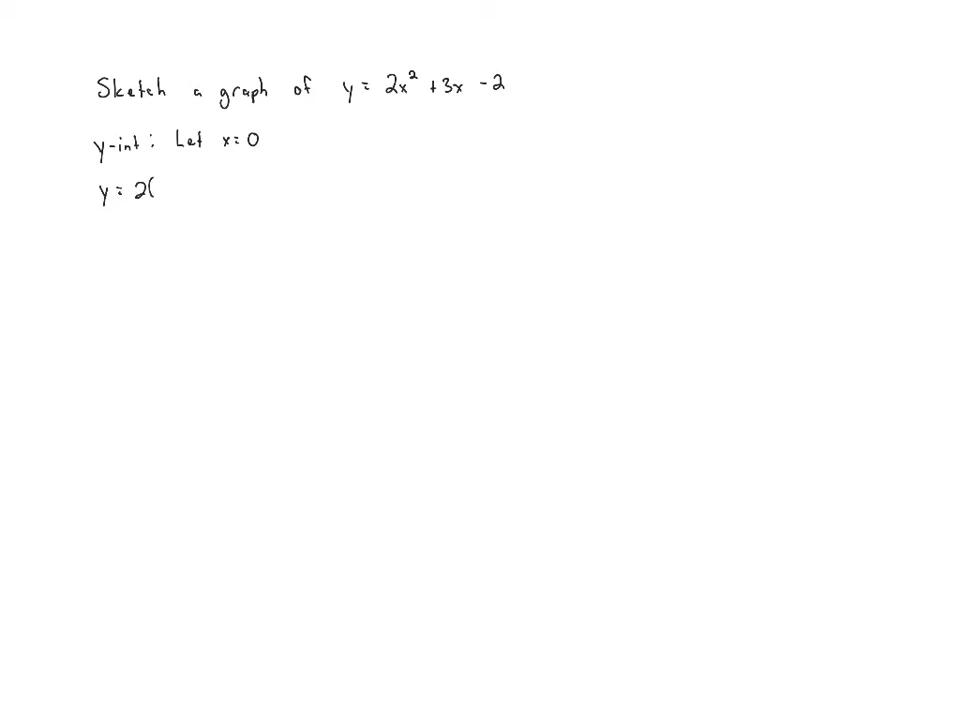 Sketch a graph of y = 2x² + 3x - 2
y-int : Let x = 0
y = 2(